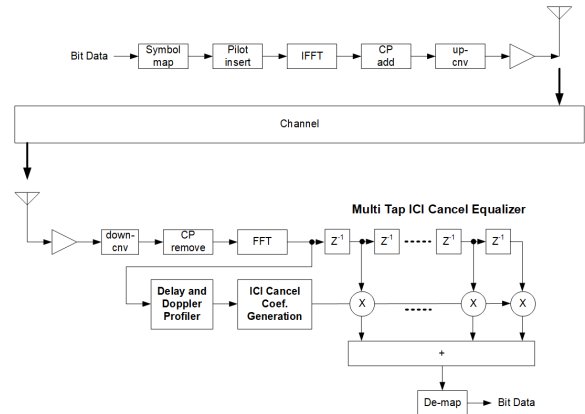 Bit Data
Symbol
map
Pilot
insert
IFFT
CP
add
up-
cnv
Channel
Multi Tap ICI Cancel Equalizer
down-
cnv
CP
remove
FFT
Z-1
Z-1
Z-1
Z-1
Delay and
Doppler
Profiler
ICI Cancel
Coef.
Generation
X
X
X
+
De-map
Bit Data